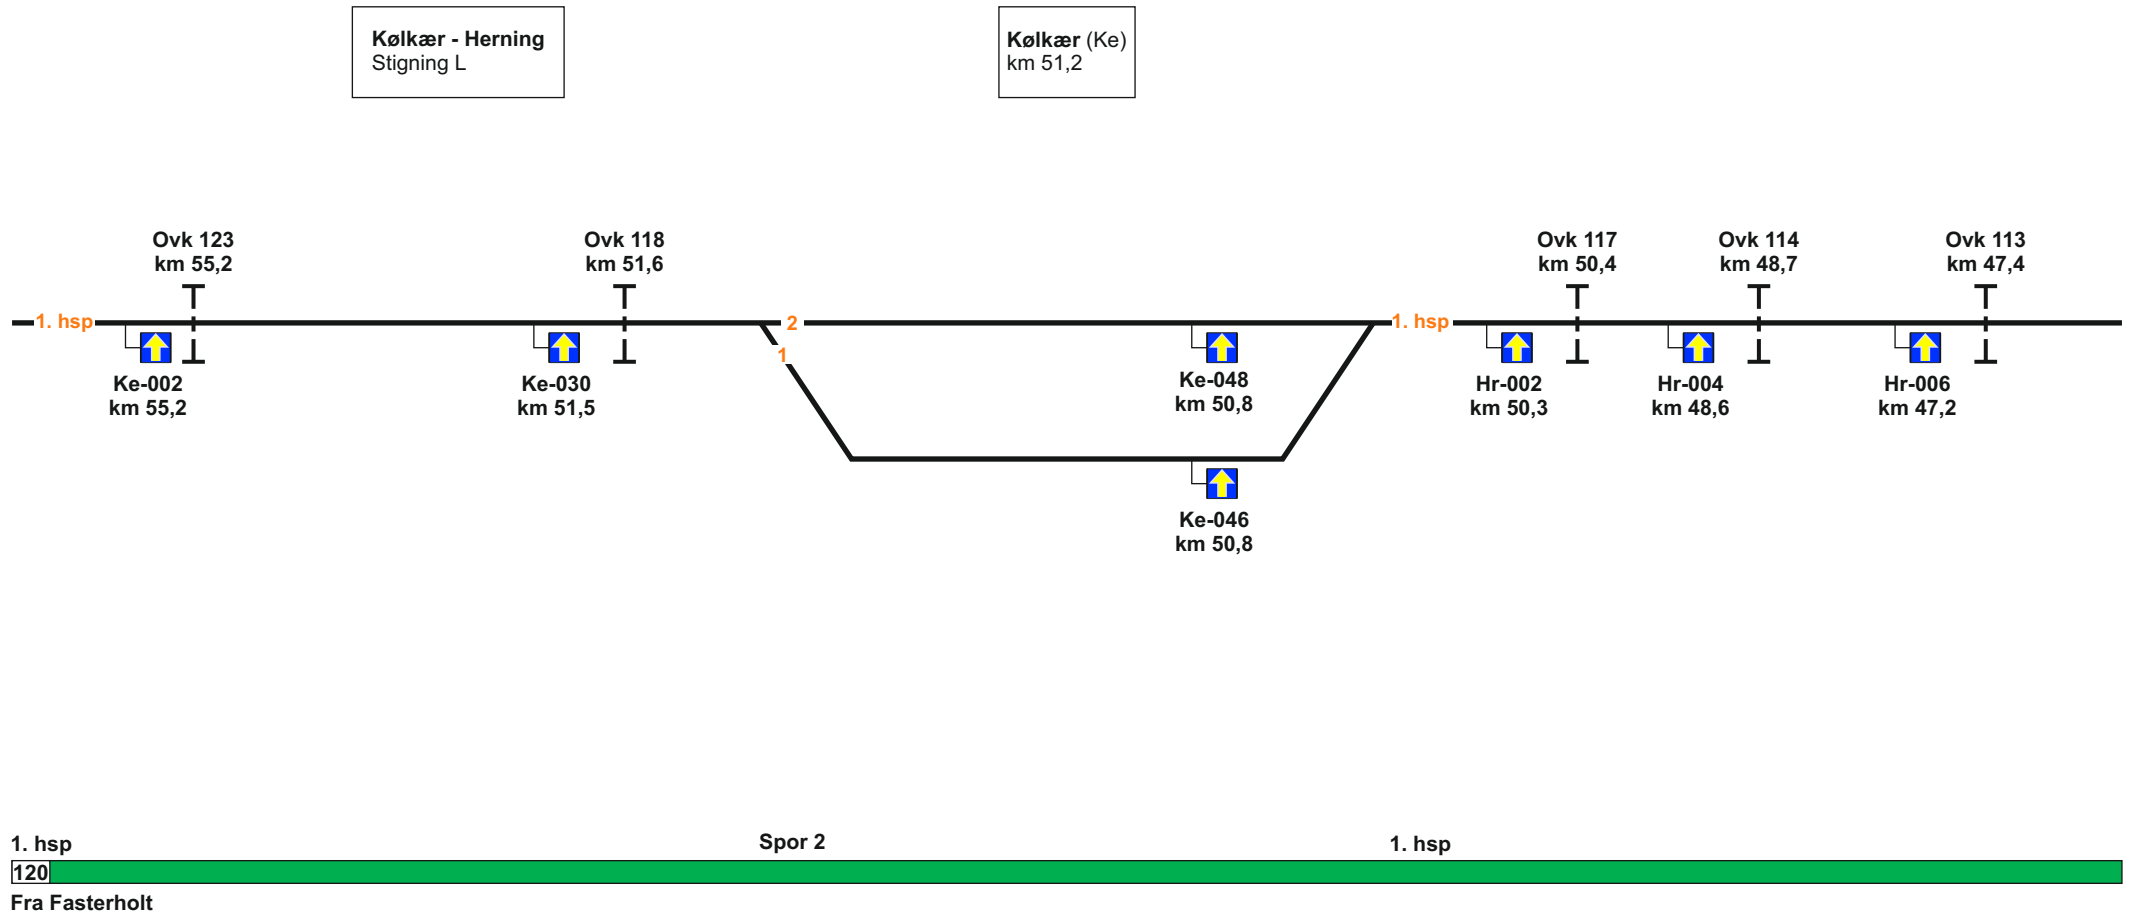 Kølkær - Herning
Stigning L
Kølkær (Ke)
km 51,2
Ovk 123
km 55,2
Ovk 118
km 51,6
Ovk 117
km 50,4
Ovk 114
km 48,7
Ovk 113
km 47,4
1. hsp
2
1. hsp
1
Ke-002
km 55,2
Ke-030
km 51,5
Ke-048
km 50,8
Hr-002
km 50,3
Hr-004
km 48,6
Hr-006
km 47,2
Ke-046
km 50,8
1. hsp
Spor 2
1. hsp
120
Fra Fasterholt